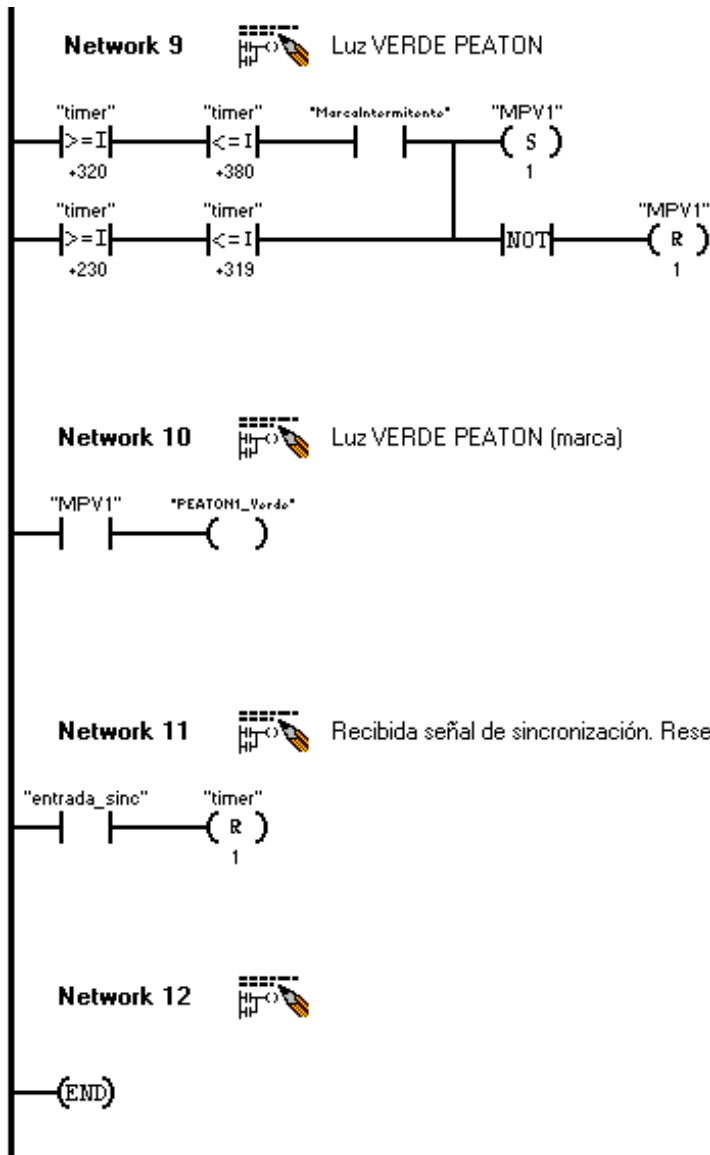 Network 9 Luz VERDE PEATON
"timer" "timer" "MarcaIntermitente" "MPV1"
>=I <=I S
+320 +380 1
"timer" "timer" "MPV1"
>=I <=I NOT R
+230 +319 1
Network 10 Luz VERDE PEATON (marca)
"MPV1" "PEATON1_Verde"
Network 11 Recibida señal de sincronización. Rese
"entrada_sinc" "timer"
R
1
Network 12
(END)